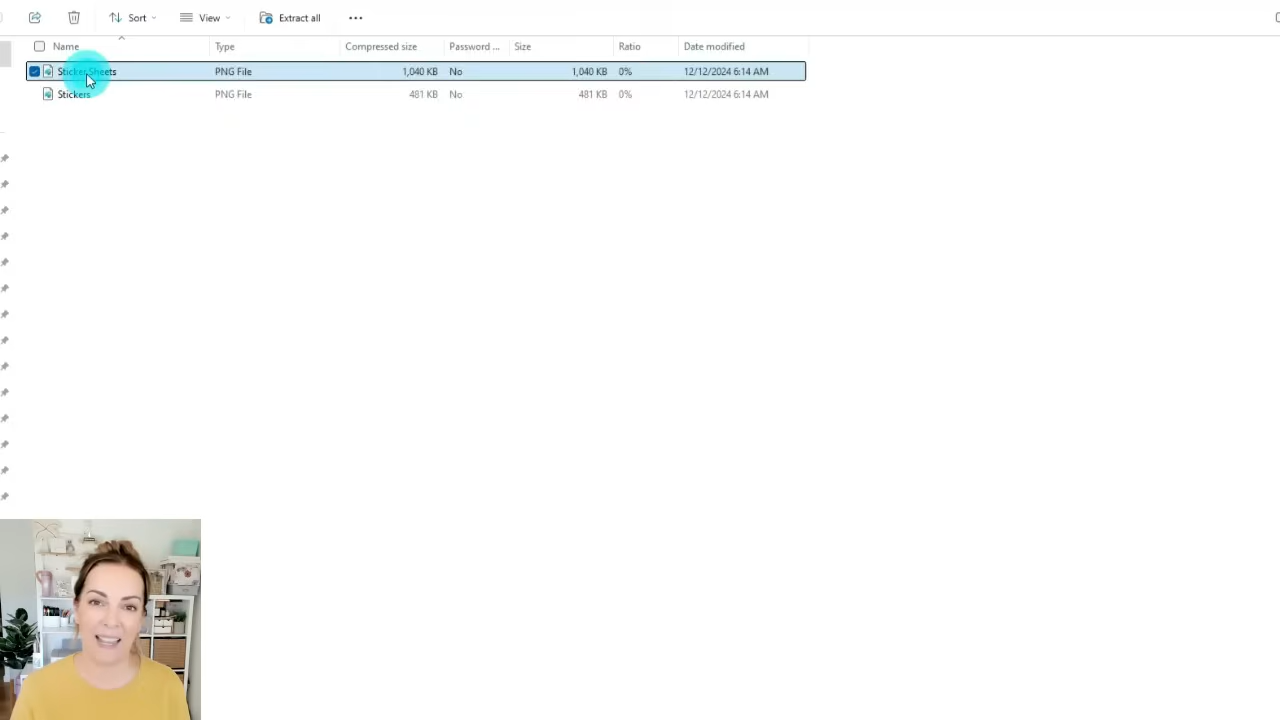 Sort View Extract all ...
Name Type Compressed size Password ... Size Ratio Date modified
Sticker Sheets PNG File 1,040 KB No 1,040 KB 0% 12/12/2024 6:14 AM
Stickers PNG File 481 KB No 481 KB 0% 12/12/2024 6:14 AM